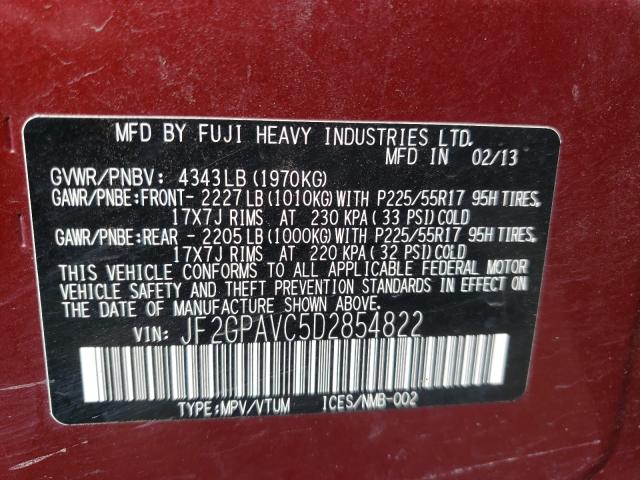 MFD BY FUJI HEAVY INDUSTRIES LTD.
MFD IN 02/13
GVWR/PNBV: 4343LB (1970KG)
GAWR/PNBE:FRONT- 2227LB (1010KG) WITH P225/55R17 95H TIRES,
17X7J RIMS AT 230 KPA ( 33 PSI) COLD
GAWR/PNBE:REAR - 2205LB (1000KG) WITH P225/55R17 95H TIRES,
17X7J RIMS AT 220 KPA ( 32 PSI) COLD
THIS VEHICLE CONFORMS TO ALL APPLICABLE FEDERAL MOTOR
VEHICLE SAFETY AND THEFT PREVENTION STANDARDS IN EFFECT ON
THE DATE OF MANUFACTURE SHOWN ABOVE.
VIN: JF2GPAVC5D2854822
TYPE:MPV/VTUM ICES/NMB-002